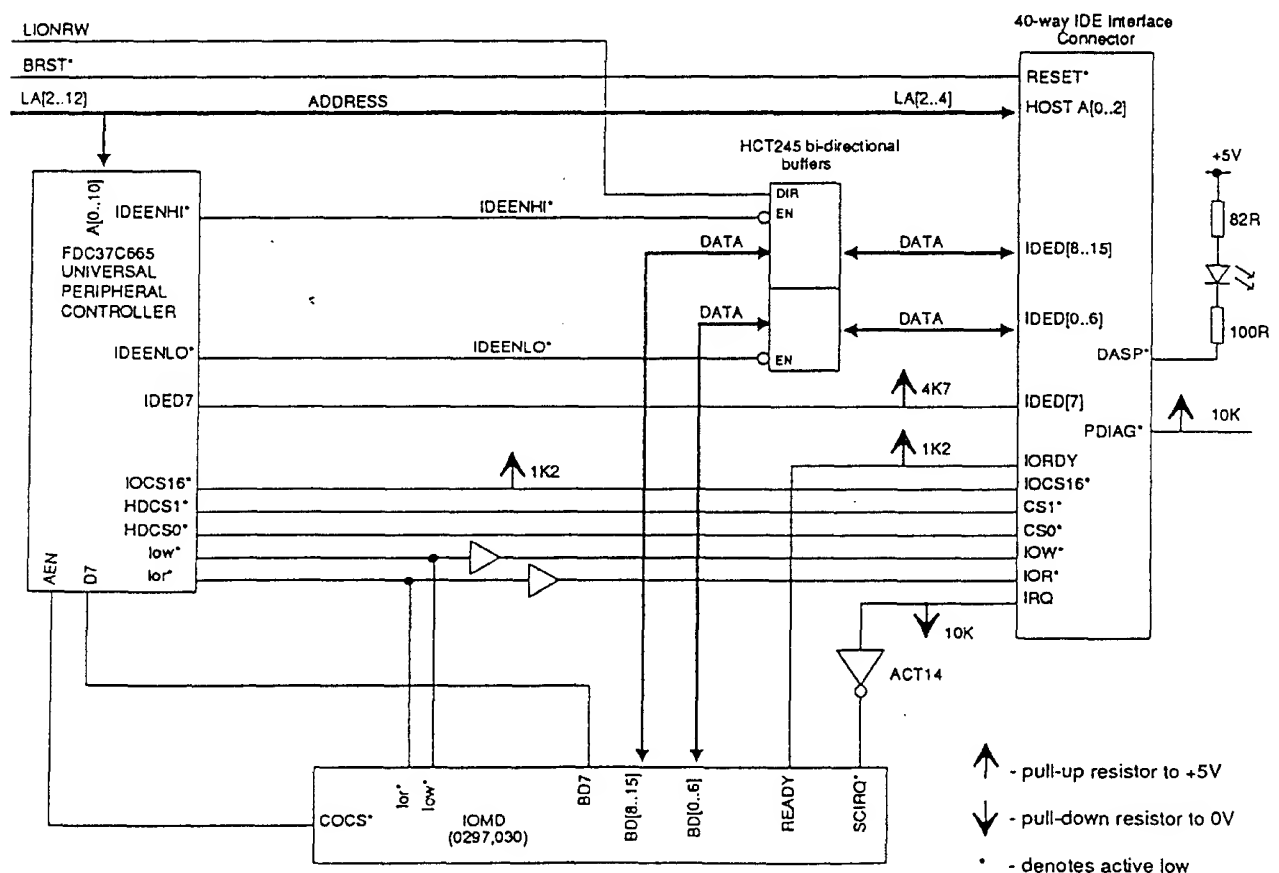 LIONRW
BRST*
LA[2..12]
ADDRESS
LA[2..4]
40-way IDE Interface
Connector
RESET*
HOST A[0..2]
HCT245 bi-directional
buffers
DIR
EN
+5V
82R
100R
A[0..10]
IDEENHI*
IDEENHI*
FDC37C665
UNIVERSAL
PERIPHERAL
CONTROLLER
DATA
DATA
IDED[8..15]
DATA
DATA
IDED[0..6]
IDEENLO*
IDEENLO*
EN
DASP*
IDED7
4K7
IDED[7]
PDIAG*
10K
1K2
IORDY
IOCS16*
1K2
IOCS16*
HDCS1*
CS1*
HDCS0*
CS0*
Iow*
IOW*
Ior*
IOR*
AEN
D7
IRQ
10K
ACT14
COCS*
Ior*
Iow*
IOMD
(0297,030)
BD7
BD[8..15]
BD[0..6]
READY
SCIRQ*
- pull-up resistor to +5V
- pull-down resistor to 0V
* - denotes active low